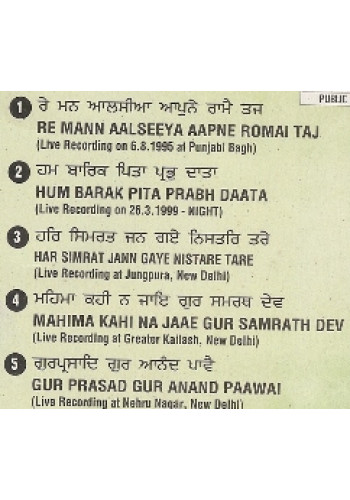 PUBLIC
1 ਰੇ ਮਨ ਆਲਸੀਆ ਆਪੁਨੇ ਰਾਮੈ ਤਜ
RE MANN AALSEEYA AAPNE ROMAI TAJ
(Live Recording on 6.8.1995 at Punjabi Bagh)
2 ਹਮ ਬਾਰਿਕ ਪਿਤਾ ਪ੍ਰਭੁ ਦਾਤਾ
HUM BARAK PITA PRABH DAATA
(Live Recording on 26.3.1999 - NIGHT)
3 ਹਰਿ ਸਿਮਰਤ ਜਨ ਗਏ ਨਿਸਤਰਿ ਤਰੇ
HAR SIMRAT JANN GAYE NISTARE TARE
(Live Recording at Jungpura, New Delhi)
4 ਮਹਿਮਾ ਕਹੀ ਨ ਜਾਇ ਗੁਰ ਸਮਰਥ ਦੇਵ
MAHIMA KAHI NA JAAE GUR SAMRATH DEV
(Live Recording at Greater Kailash, New Delhi)
5 ਗੁਰਪ੍ਰਸਾਦਿ ਗੁਰ ਆਨੰਦ ਪਾਵੈ
GUR PRASAD GUR ANAND PAAWAI
(Live Recording at Nehru Nagar, New Delhi)